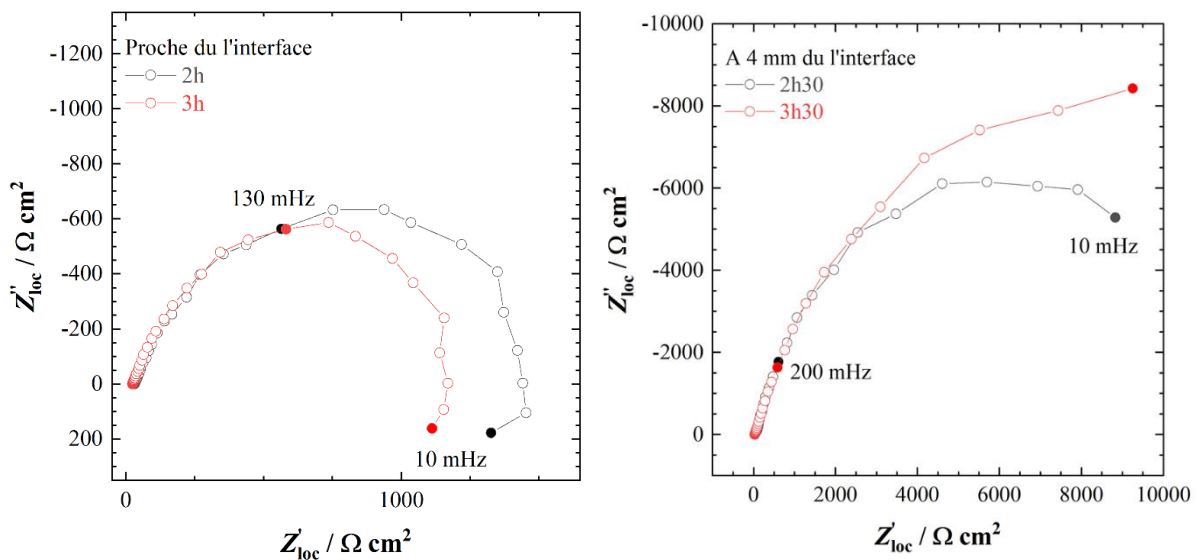 -1200
-1000
-800
-600
-400
-200
0
200
0
1000
Z''loc / Ω cm²
Z'loc / Ω cm²
Proche du l'interface
2h
3h
130 mHz
10 mHz
-10000
-8000
-6000
-4000
-2000
0
0
2000
4000
6000
8000
10000
Z''loc / Ω cm²
Z'loc / Ω cm²
A 4 mm du l'interface
2h30
3h30
10 mHz
200 mHz